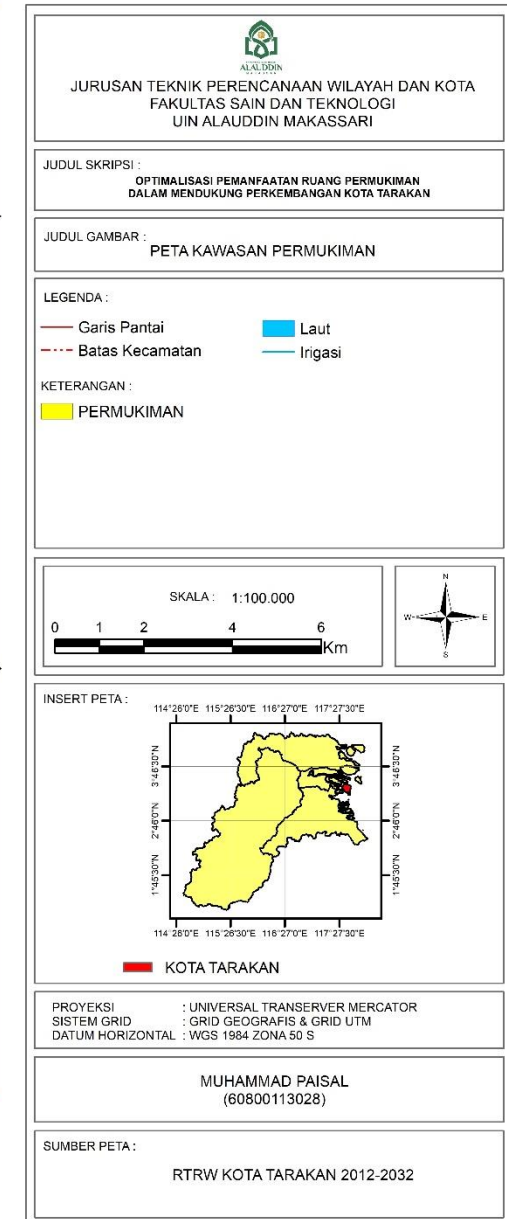 ALAUDDIN
JURUSAN TEKNIK PERENCANAAN WILAYAH DAN KOTA
FAKULTAS SAIN DAN TEKNOLOGI
UIN ALAUDDIN MAKASSARI
JUDUL SKRIPSI :
OPTIMALISASI PEMANFAATAN RUANG PERMUKIMAN
DALAM MENDUKUNG PERKEMBANGAN KOTA TARAKAN
JUDUL GAMBAR :
PETA KAWASAN PERMUKIMAN
LEGENDA :
Garis Pantai
Laut
Batas Kecamatan
Irigasi
KETERANGAN :
PERMUKIMAN
SKALA : 1:100.000
0 1 2 4 6
Km
N
W E
S
INSERT PETA :
114°26'0"E 115°26'30"E 116°27'0"E 117°27'30"E
3°46'30"N 3°46'30"N
2°46'0"N 2°46'0"N
1°45'30"N 1°45'30"N
114°26'0"E 115°26'30"E 116°27'0"E 117°27'30"E
KOTA TARAKAN
PROYEKSI : UNIVERSAL TRANSERVER MERCATOR
SISTEM GRID : GRID GEOGRAFIS & GRID UTM
DATUM HORIZONTAL : WGS 1984 ZONA 50 S
MUHAMMAD PAISAL
(60800113028)
SUMBER PETA :
RTRW KOTA TARAKAN 2012-2032